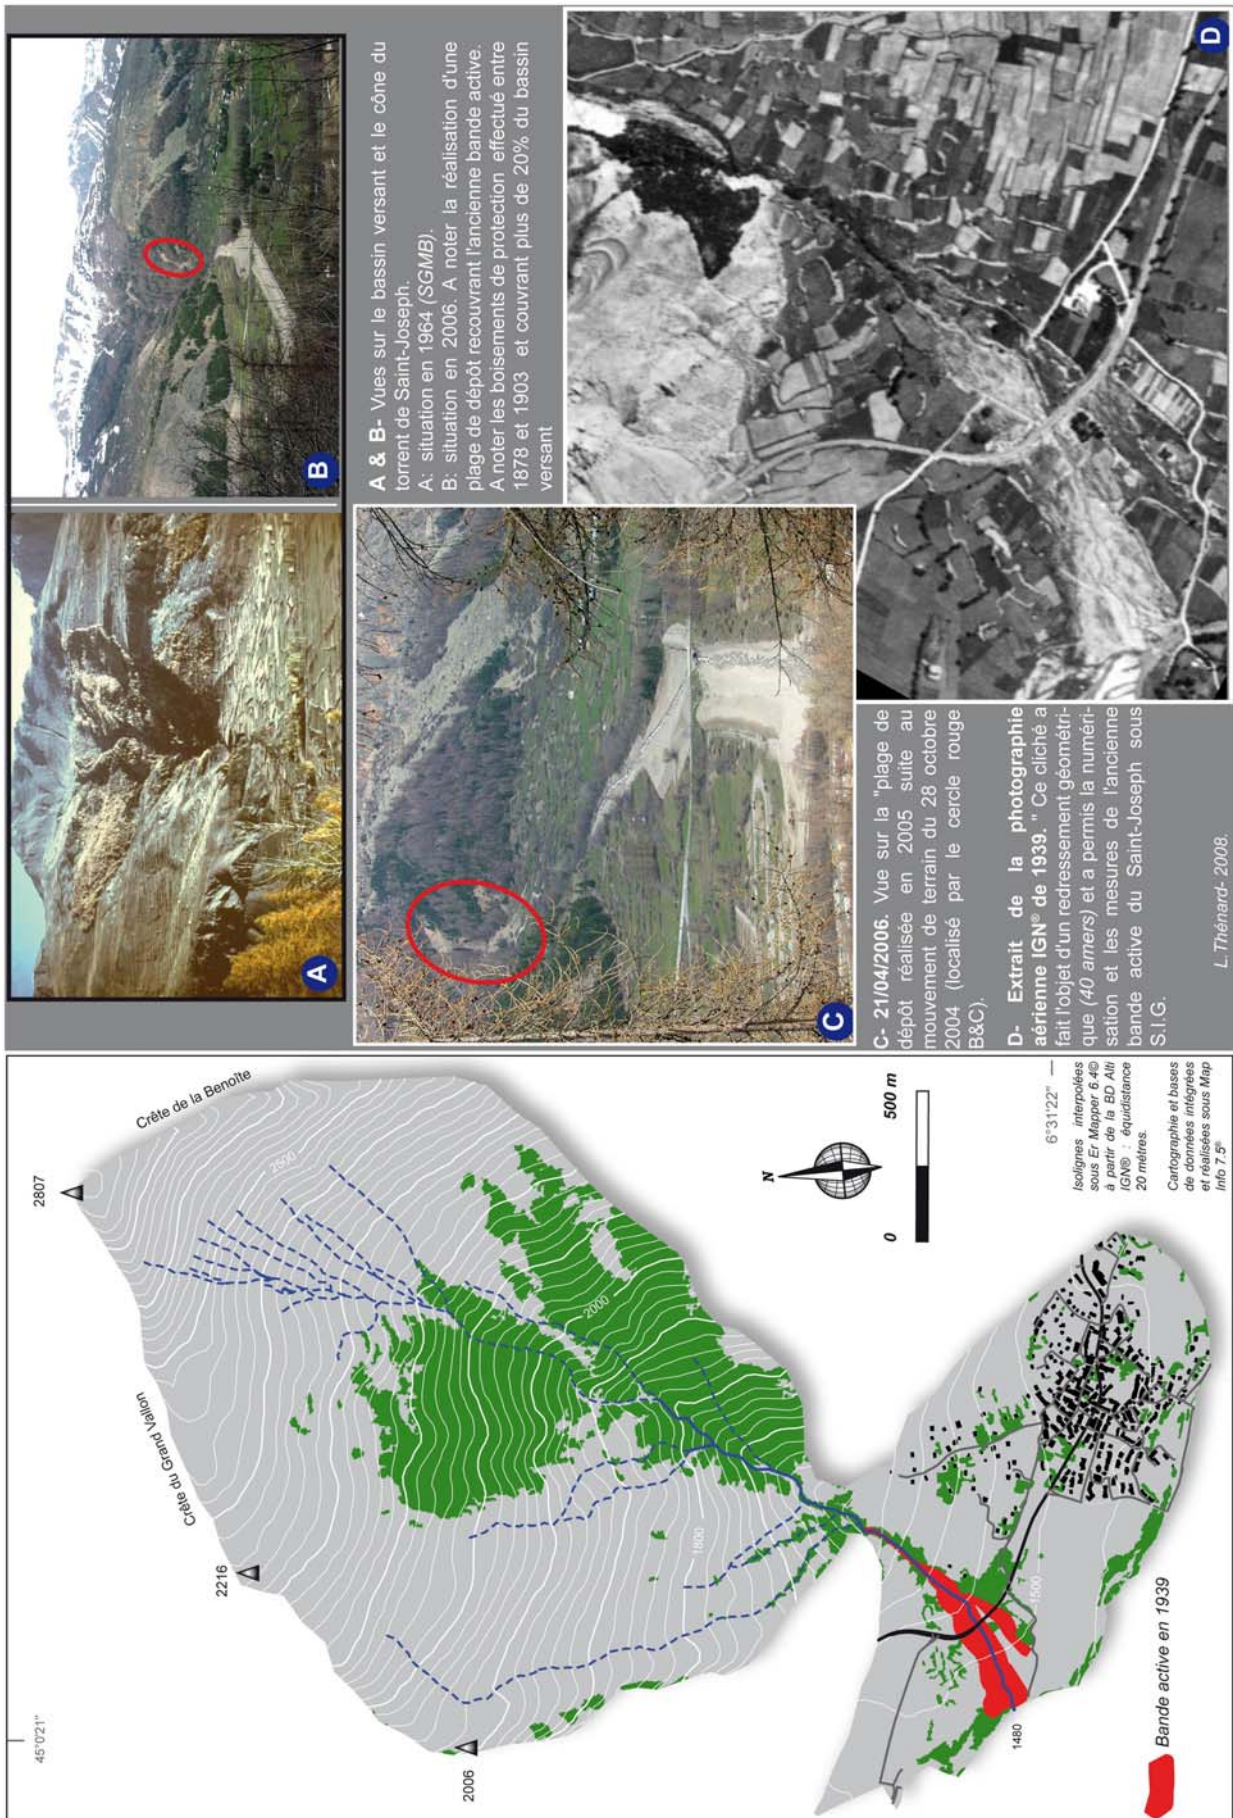 45°0'21"
2006
2216
2807
Crête du Grand Vallon
Crête de la Benoîte
2500
2000
1800
1500
1480
N
0
500 m
6°31'22"
Isolignes interpolées
sous Er Mapper 6.4©
à partir de la BD Alti
IGN® : équidistance
20 mètres.
Cartographie et bases
de données intégrées
et réalisées sous Map
Info 7.5®
Bande active en 1939
A
B
A & B- Vues sur le bassin versant et le cône du
torrent de Saint-Joseph.
A: situation en 1964 (SGMB).
B: situation en 2006. A noter la réalisation d'une
plage de dépôt recouvrant l'ancienne bande active.
A noter les boisements de protection effectué entre
1878 et 1903 et couvrant plus de 20% du bassin
versant
C
C- 21/04/2006. Vue sur la "plage de
dépôt réalisée en 2005 suite au
mouvement de terrain du 28 octobre
2004 (localisé par le cercle rouge
B&C).
D- Extrait de la photographie
aérienne IGN® de 1939. " Ce cliché a
fait l'objet d'un redressement géométri-
que (40 amers) et a permis la numéri-
sation et les mesures de l'ancienne
bande active du Saint-Joseph sous
S.I.G.
L.Thénard- 2008.
D